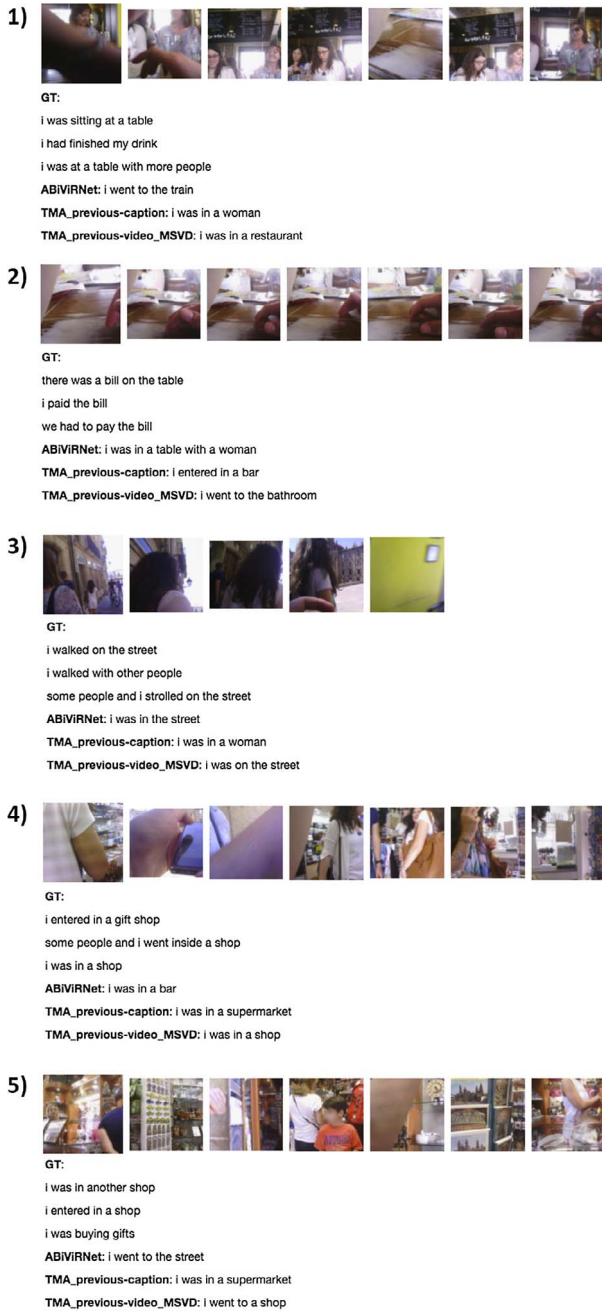 1)
GT:
i was sitting at a table
i had finished my drink
i was at a table with more people
ABiViRNet: i went to the train
TMA_previous-caption: i was in a woman
TMA_previous-video_MSVD: i was in a restaurant
2)
GT:
there was a bill on the table
i paid the bill
we had to pay the bill
ABiViRNet: i was in a table with a woman
TMA_previous-caption: i entered in a bar
TMA_previous-video_MSVD: i went to the bathroom
3)
GT:
i walked on the street
i walked with other people
some people and i strolled on the street
ABiViRNet: i was in the street
TMA_previous-caption: i was in a woman
TMA_previous-video_MSVD: i was on the street
4)
GT:
i entered in a gift shop
some people and i went inside a shop
i was in a shop
ABiViRNet: i was in a bar
TMA_previous-caption: i was in a supermarket
TMA_previous-video_MSVD: i was in a shop
5)
GT:
i was in another shop
i entered in a shop
i was buying gifts
ABiViRNet: i went to the street
TMA_previous-caption: i was in a supermarket
TMA_previous-video_MSVD: i went to a shop